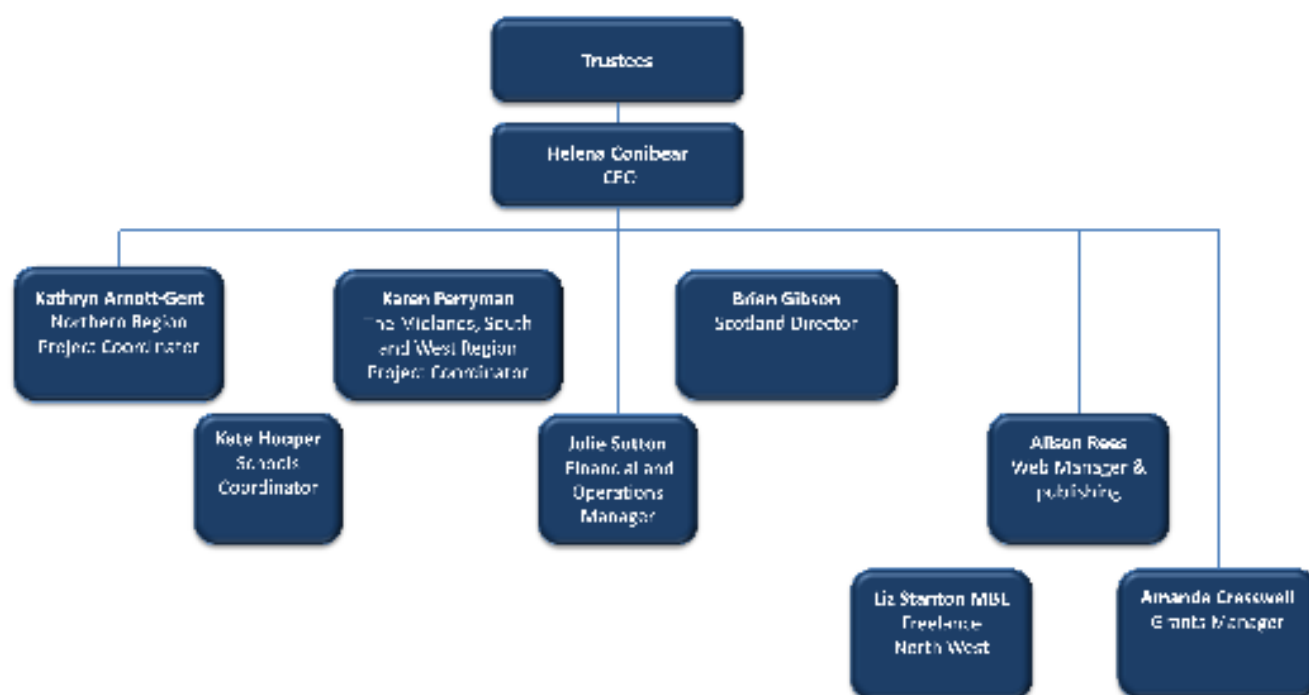 Trustees
Helena Conibear
CEO
Kathryn Arnott-Gent
Northern Region
Project Coordinator
Karen Perryman
The Midlands, South
and West Region
Project Coordinator
Brian Gibson
Scotland Director
Kate Hooper
Schools
Coordinator
Julie Sutton
Financial and
Operations
Manager
Alison Rees
Web Manager &
publishing
Liz Stanton MBE
Freelance
North West
Amanda Cresswell
Grants Manager